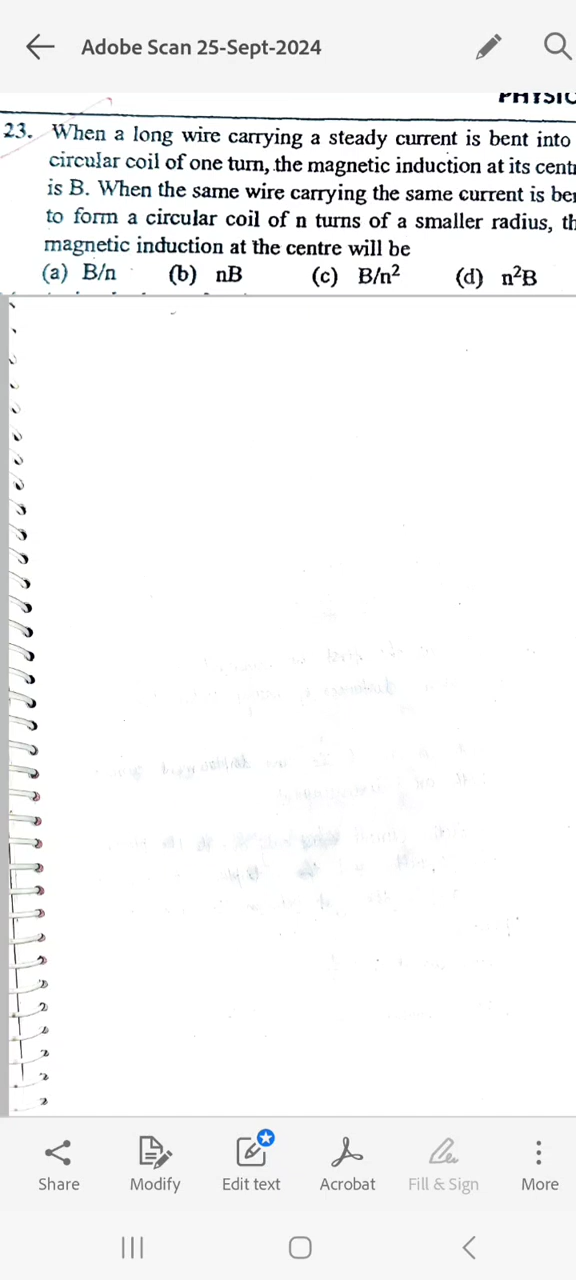 Adobe Scan 25-Sept-2024
23. When a long wire carrying a steady current is bent into
circular coil of one turn, the magnetic induction at its cent
is B. When the same wire carrying the same current is be
to form a circular coil of n turns of a smaller radius, th
magnetic induction at the centre will be
(a) B/n (b) nB (c) B/n² (d) n²B
Share Modify Edit text Acrobat Fill & Sign More